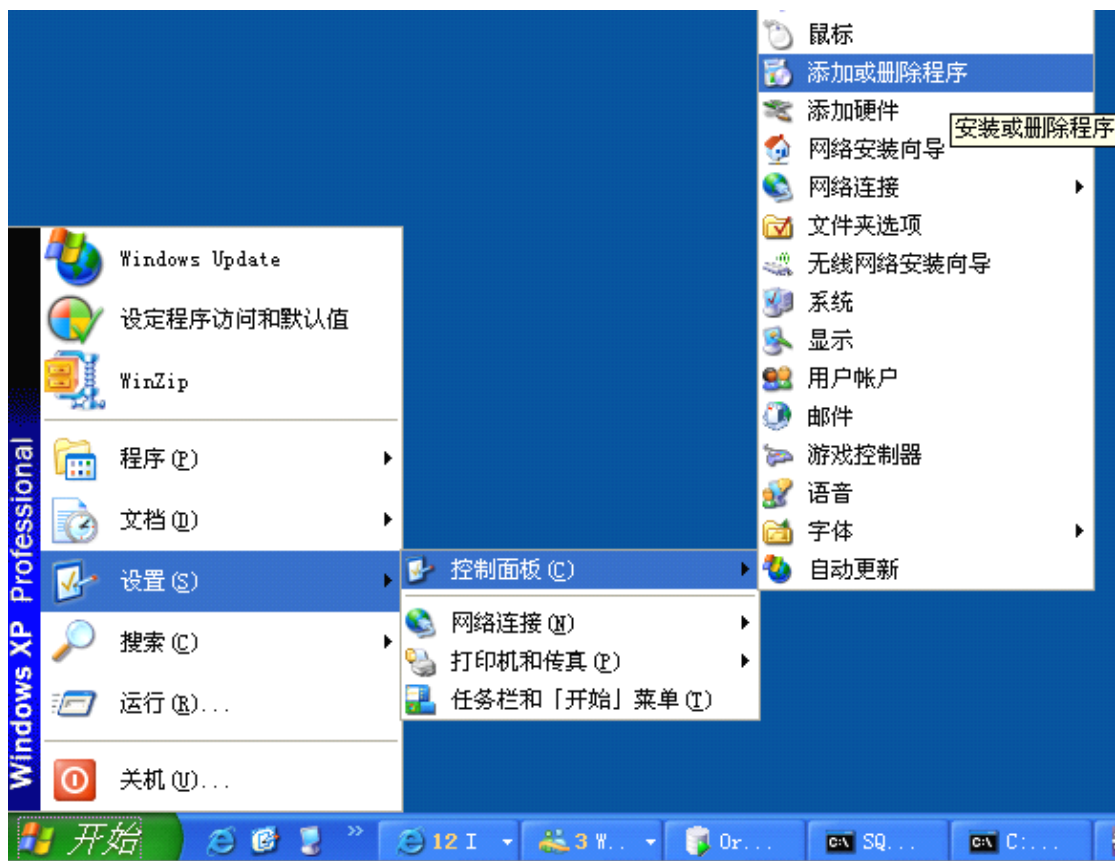 鼠标
添加或删除程序
添加硬件
安装或删除程序
网络安装向导
网络连接
文件夹选项
无线网络安装向导
系统
显示
用户帐户
邮件
游戏控制器
语音
字体
自动更新
Windows Update
设定程序访问和默认值
WinZip
程序(P)
文档(D)
设置(S)
搜索(C)
运行(R)...
关机(U)...
控制面板(C)
网络连接(N)
打印机和传真(P)
任务栏和「开始」菜单(T)
Windows XP Professional
开始
12 I
3 W..
Or...
SQ...
C:...